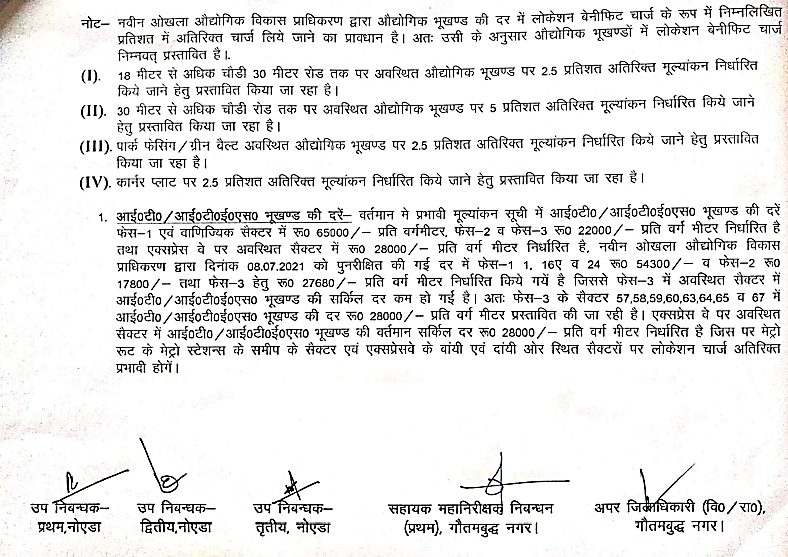 नोट– नवीन ओखला औद्योगिक विकास प्राधिकरण द्वारा औद्योगिक भूखण्ड की दर में लोकेशन बेनीफिट चार्ज के रूप में निम्नलिखित
प्रतिशत में अतिरिक्त चार्ज लिये जाने का प्रावधान है। अतः उसी के अनुसार औद्योगिक भूखण्डों में लोकेशन बेनीफिट चार्ज
निम्नवत् प्रस्तावित है।.
(I). 18 मीटर से अधिक चौडी 30 मीटर रोड तक पर अवस्थित औद्योगिक भूखण्ड पर 2.5 प्रतिशत अतिरिक्त मूल्यांकन निर्धारित
किये जाने हेतु प्रस्तावित किया जा रहा है।
(II). 30 मीटर से अधिक चौडी रोड तक पर अवस्थित औद्योगिक भूखण्ड पर 5 प्रतिशत अतिरिक्त मूल्यांकन निर्धारित किये जाने
हेतु प्रस्तावित किया जा रहा है।
(III). पार्क फेसिंग/ग्रीन बैल्ट अवस्थित औद्योगिक भूखण्ड पर 2.5 प्रतिशत अतिरिक्त मूल्यांकन निर्धारित किये जाने हेतु प्रस्तावित
किया जा रहा है।
(IV). कार्नर प्लाट पर 2.5 प्रतिशत अतिरिक्त मूल्यांकन निर्धारित किये जाने हेतु प्रस्तावित किया जा रहा है।
1. आई0टी0/आई0टी0ई0एस0 भूखण्ड की दरें– वर्तमान मे प्रभावी मूल्यांकन सूची में आई0टी0/आई0टी0ई0एस0 भूखण्ड की दरें
फेस-1 एवं वाणिज्यिक सैक्टर में रू0 65000/– प्रति वर्गमीटर, फेस-2 व फेस-3 रू0 22000/– प्रति वर्ग मीटर निर्धारित है
तथा एक्सप्रेस वे पर अवस्थित सैक्टर में रू0 28000/– प्रति वर्ग मीटर निर्धारित है, नवीन ओखला औद्योगिक विकास
प्राधिकरण द्वारा दिनांक 08.07.2021 को पुनरीक्षित की गई दर में फेस-1 1, 16ए व 24 रू0 54300/– व फेस-2 रू0
17800/– तथा फेस-3 हेतु रू0 27680/– प्रति वर्ग मीटर निर्धारित किये गयें है जिससे फेस-3 में अवस्थित सैक्टर में
आई0टी0/आई0टी0ई0एस0 भूखण्ड की सर्किल दर कम हो गई है। अतः फेस-3 के सैक्टर 57,58,59,60,63,64,65 व 67 में
आई0टी0/आई0टी0ई0एस0 भूखण्ड की दर रू0 28000/– प्रति वर्ग मीटर प्रस्तावित की जा रही है। एक्सप्रेस वे पर अवस्थित
सैक्टर में आई0टी0/आई0टी0ई0एस0 भूखण्ड की वर्तमान सर्किल दर रू0 28000/– प्रति वर्ग मीटर निर्धारित है जिस पर मेट्रो
रूट के मेट्रो स्टेशन्स के समीप के सैक्टर एवं एक्सप्रेसवे के बांयी एवं दांयी ओर स्थित सैक्टरों पर लोकेशन चार्ज अतिरिक्त
प्रभावी होगें।
उप निबन्धक– उप निबन्धक– उप निबन्धक– सहायक महानिरीक्षक निबन्धन अपर जिलाधिकारी (वि0/रा0),
प्रथम,नोएडा द्वितीय,नोएडा तृतीय, नोएडा (प्रथम), गौतमबुद्ध नगर। गौतमबुद्ध नगर।